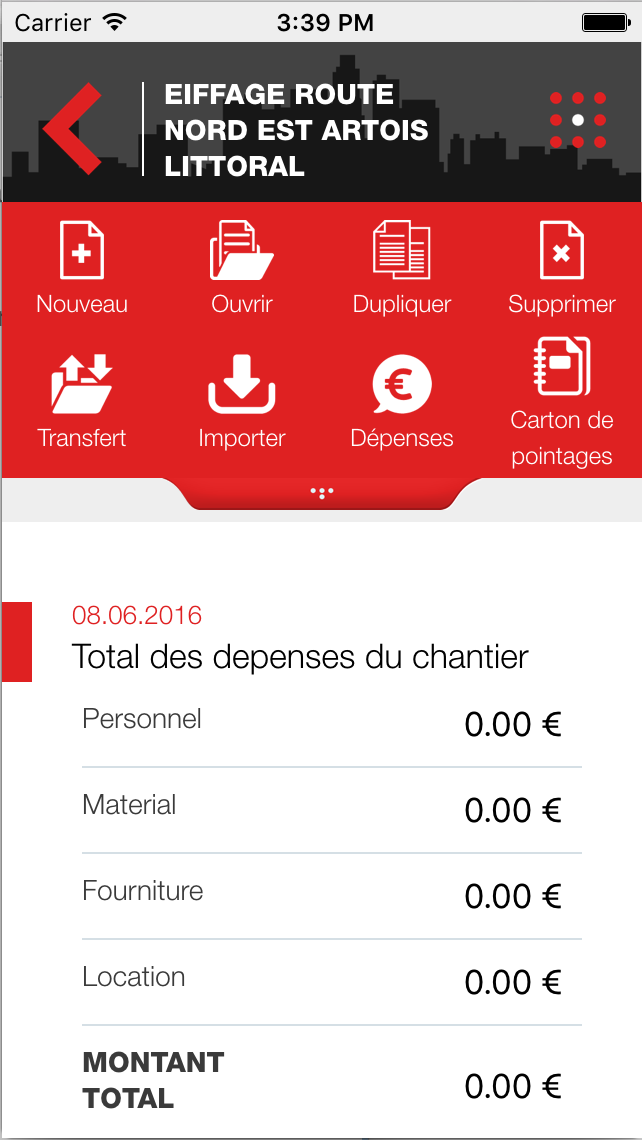 Carrier 3:39 PM
EIFFAGE ROUTE
NORD EST ARTOIS
LITTORAL
Nouveau Ouvrir Dupliquer Supprimer
Transfert Importer Dépenses Carton de
pointages
08.06.2016
Total des depenses du chantier
Personnel 0.00 €
Material 0.00 €
Fourniture 0.00 €
Location 0.00 €
MONTANT
TOTAL 0.00 €